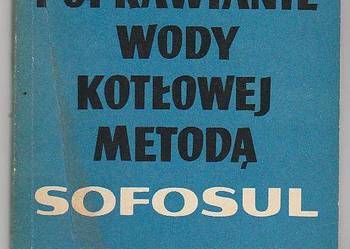 POPRAWIANIE
WODY
KOTŁOWEJ
METODĄ
SOFOSUL